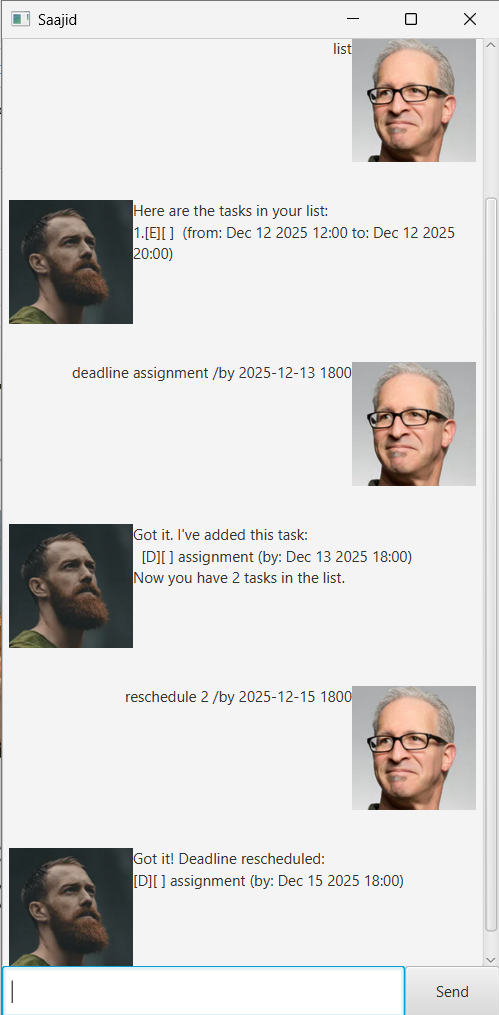 Saajid
list
Here are the tasks in your list:
1.[E][ ]  (from: Dec 12 2025 12:00 to: Dec 12 2025
20:00)
deadline assignment /by 2025-12-13 1800
Got it. I've added this task:
  [D][ ] assignment (by: Dec 13 2025 18:00)
Now you have 2 tasks in the list.
reschedule 2 /by 2025-12-15 1800
Got it! Deadline rescheduled:
[D][ ] assignment (by: Dec 15 2025 18:00)
Send